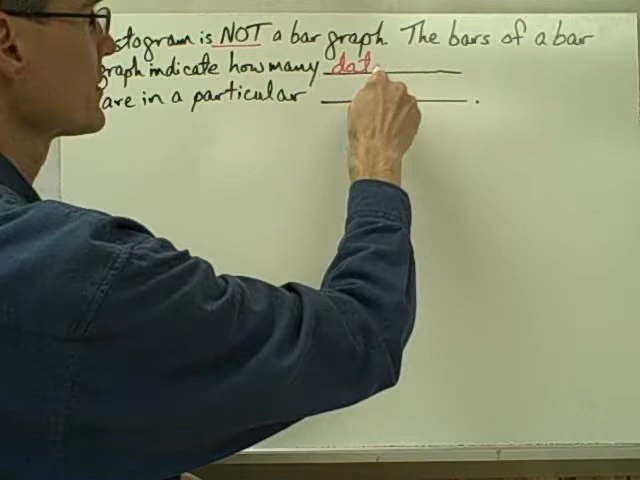 stogram is NOT a bar graph The bars of a bar
graph indicate how many dat
are in a particular .